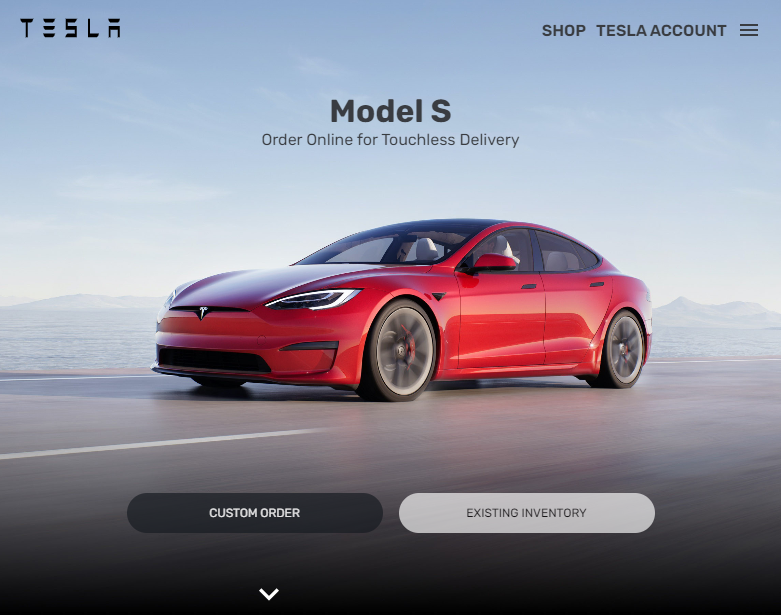 TESLA
SHOP TESLA ACCOUNT
Model S
Order Online for Touchless Delivery
CUSTOM ORDER
EXISTING INVENTORY